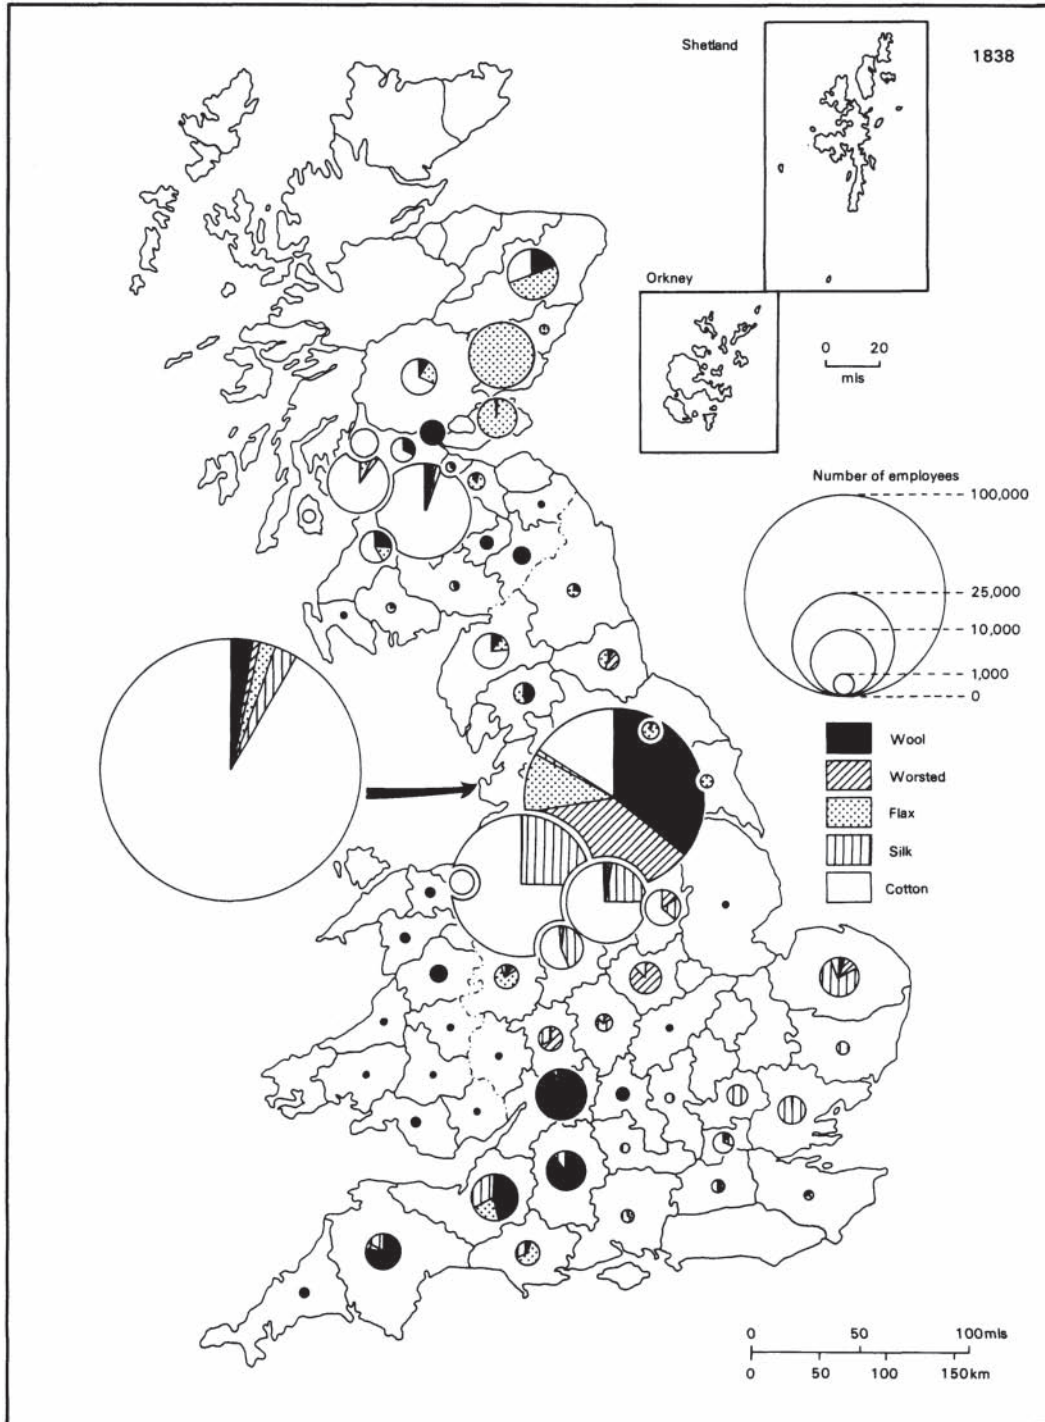 Shetland
1838
Orkney
0 20
mls
Number of employees
100,000
25,000
10,000
1,000
0
Wool
Worsted
Flax
Silk
Cotton
0 50 100mls
0 50 100 150km